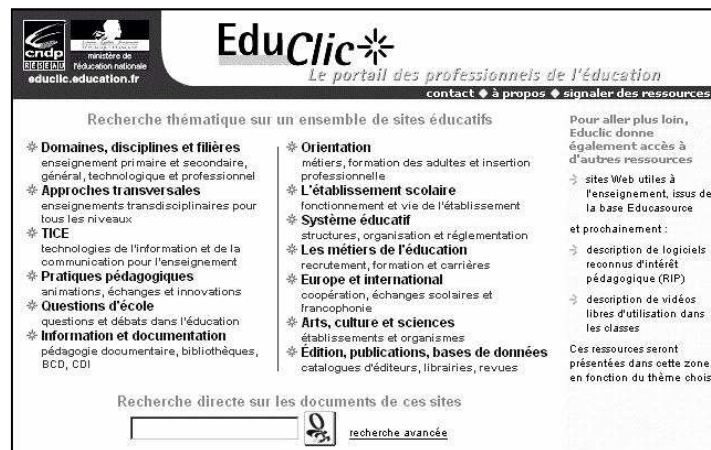 EduClic
cndp
RÉSEAU
ministère de
l'éducation nationale
educlic.education.fr
Le portail des professionnels de l'éducation
contact ◆ à propos ◆ signaler des ressources
Recherche thématique sur un ensemble de sites éducatifs
Domaines, disciplines et filières
enseignement primaire et secondaire,
général, technologique et professionnel
Approches transversales
enseignements transdisciplinaires pour
tous les niveaux
TICE
technologies de l'information et de la
communication pour l'enseignement
Pratiques pédagogiques
animations, échanges et innovations
Questions d'école
questions et débats dans l'éducation
Information et documentation
pédagogie documentaire, bibliothèques,
BCD, CDI
Orientation
métiers, formation des adultes et insertion
professionnelle
L'établissement scolaire
fonctionnement et vie de l'établissement
Système éducatif
structures, organisation et réglementation
Les métiers de l'éducation
recrutement, formation et carrières
Europe et international
coopération, échanges scolaires et
francophonie
Arts, culture et sciences
établissements et organismes
Édition, publications, bases de données
catalogues d'éditeurs, librairies, revues
Pour aller plus loin,
Educlic donne
également accès à
d'autres ressources
sites Web utiles à
l'enseignement, issus de
la base Educasource
et prochainement :
description de logiciels
reconnus d'intérêt
pédagogique (RIP)
description de vidéos
libres d'utilisation dans
les classes
Ces ressources seront
présentées dans cette zone
en fonction du thème chois
Recherche directe sur les documents de ces sites
recherche avancée